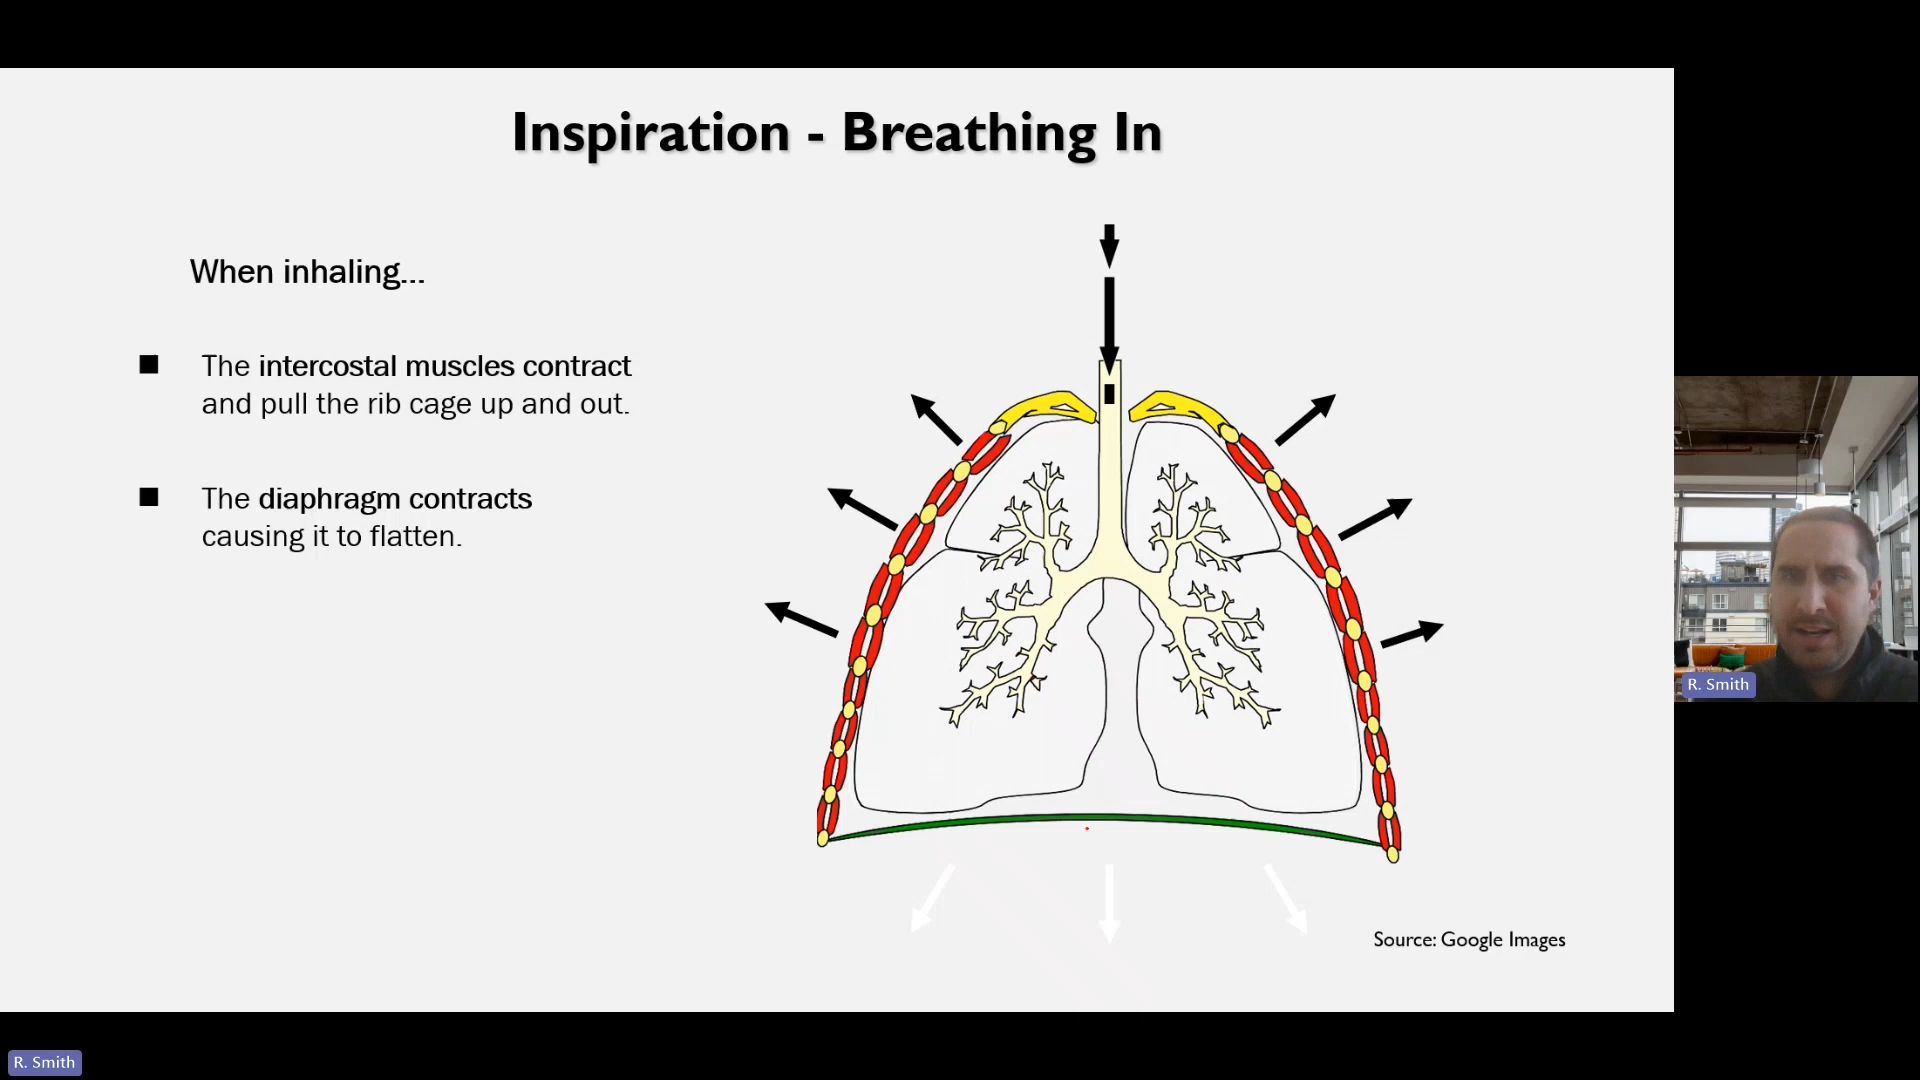 Inspiration - Breathing In
When inhaling...
The intercostal muscles contract
and pull the rib cage up and out.
The diaphragm contracts
causing it to flatten.
Source: Google Images
R. Smith
R. Smith